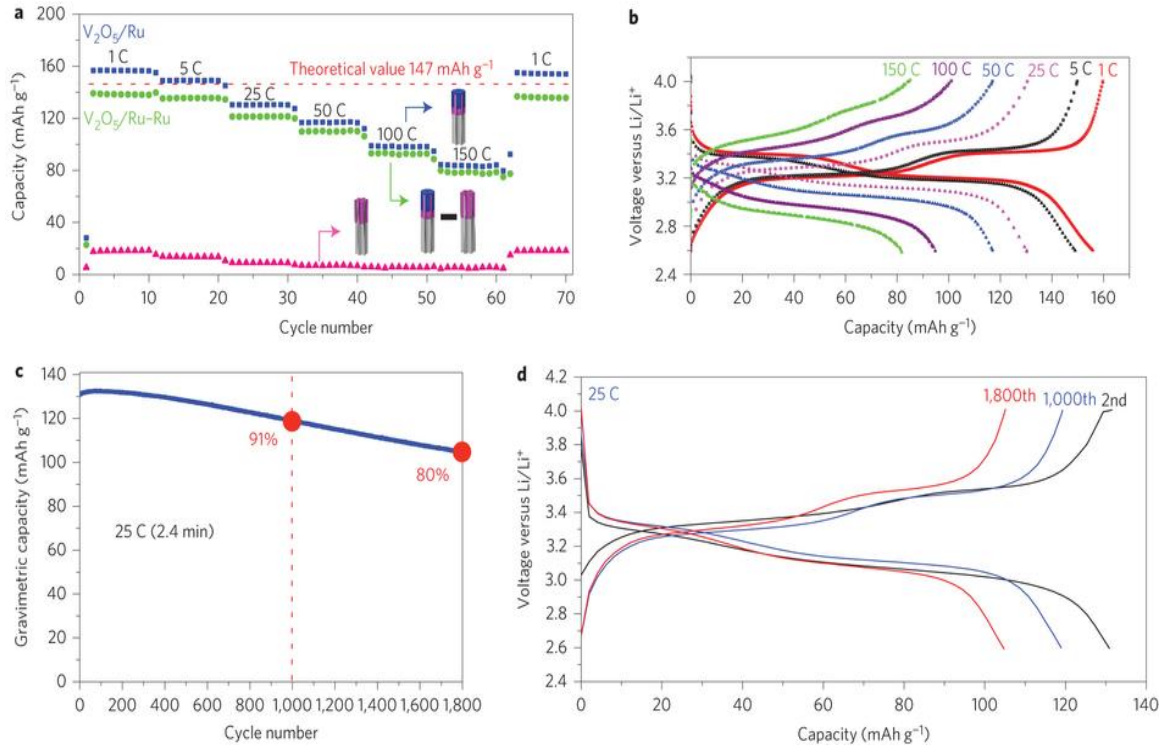 a
200
160
120
80
40
0
Capacity (mAh g⁻¹)
V₂O₅/Ru
1 C
5 C
Theoretical value 147 mAh g⁻¹
1 C
25 C
V₂O₅/Ru–Ru
50 C
100 C
150 C
0 10 20 30 40 50 60 70
Cycle number
b
4.0
3.6
3.2
2.8
2.4
Voltage versus Li/Li⁺
150 C 100 C 50 C 25 C 5 C 1 C
0 20 40 60 80 100 120 140 160
Capacity (mAh g⁻¹)
c
140
120
100
80
60
40
20
0
Gravimetric capacity (mAh g⁻¹)
91%
80%
25 C (2.4 min)
0 200 400 600 800 1,000 1,200 1,400 1,600 1,800
Cycle number
d
4.2
4.0
3.8
3.6
3.4
3.2
3.0
2.8
2.6
2.4
Voltage versus Li/Li⁺
25 C
1,800th 1,000th 2nd
0 20 40 60 80 100 120 140
Capacity (mAh g⁻¹)